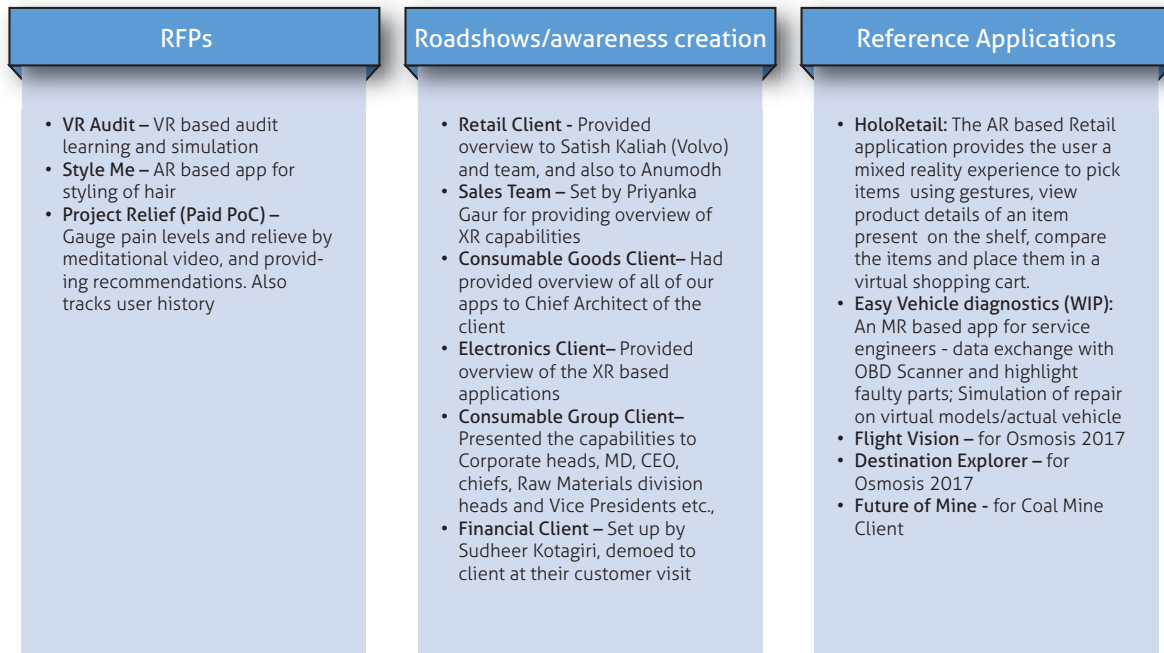 RFPs
• VR Audit – VR based audit
learning and simulation
• Style Me – AR based app for
styling of hair
• Project Relief (Paid PoC) –
Gauge pain levels and relieve by
meditational video, and provid-
ing recommendations. Also
tracks user history
Roadshows/awareness creation
• Retail Client - Provided
overview to Satish Kaliah (Volvo)
and team, and also to Anumodh
• Sales Team – Set by Priyanka
Gaur for providing overview of
XR capabilities
• Consumable Goods Client– Had
provided overview of all of our
apps to Chief Architect of the
client
• Electronics Client– Provided
overview of the XR based
applications
• Consumable Group Client–
Presented the capabilities to
Corporate heads, MD, CEO,
chiefs, Raw Materials division
heads and Vice Presidents etc.,
• Financial Client – Set up by
Sudheer Kotagiri, demoed to
client at their customer visit
Reference Applications
• HoloRetail: The AR based Retail
application provides the user a
mixed reality experience to pick
items using gestures, view
product details of an item
present on the shelf, compare
the items and place them in a
virtual shopping cart.
• Easy Vehicle diagnostics (WIP):
An MR based app for service
engineers - data exchange with
OBD Scanner and highlight
faulty parts; Simulation of repair
on virtual models/actual vehicle
• Flight Vision – for Osmosis 2017
• Destination Explorer – for
Osmosis 2017
• Future of Mine - for Coal Mine
Client